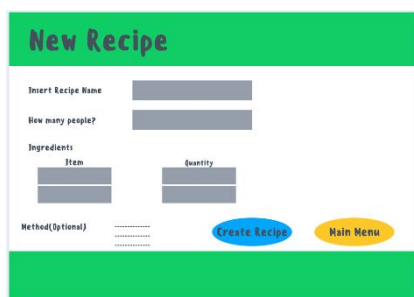 New Recipe
Insert Recipe Name
How many people?
Ingredients
Item Quantity
Method(Optional)
Create Recipe Main Menu